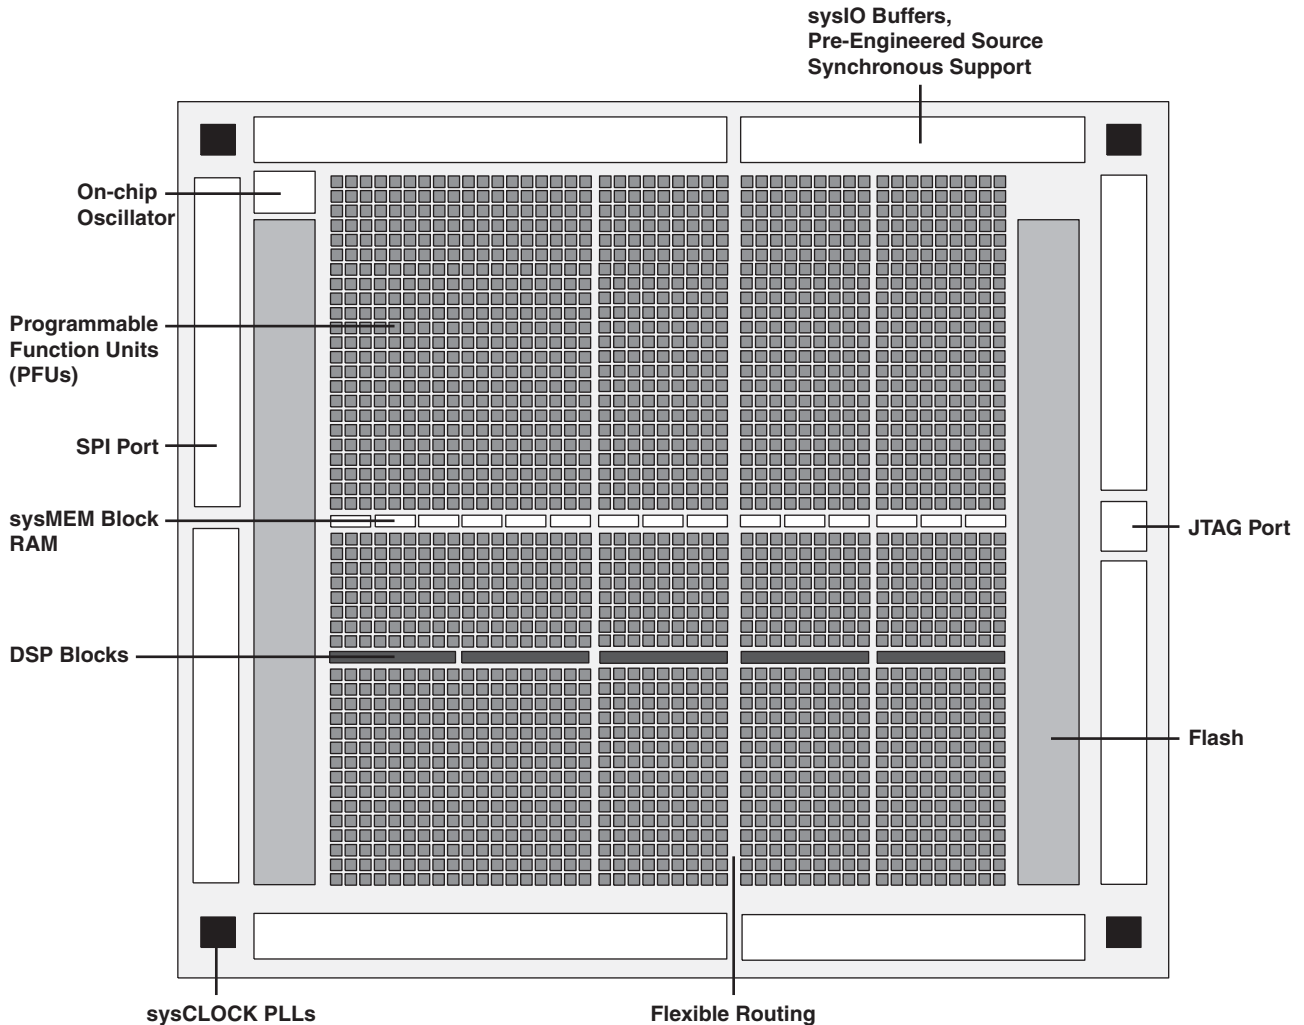 sysIO Buffers,
Pre-Engineered Source
Synchronous Support
On-chip
Oscillator
Programmable
Function Units
(PFUs)
SPI Port
sysMEM Block
RAM
JTAG Port
DSP Blocks
Flash
sysCLOCK PLLs
Flexible Routing